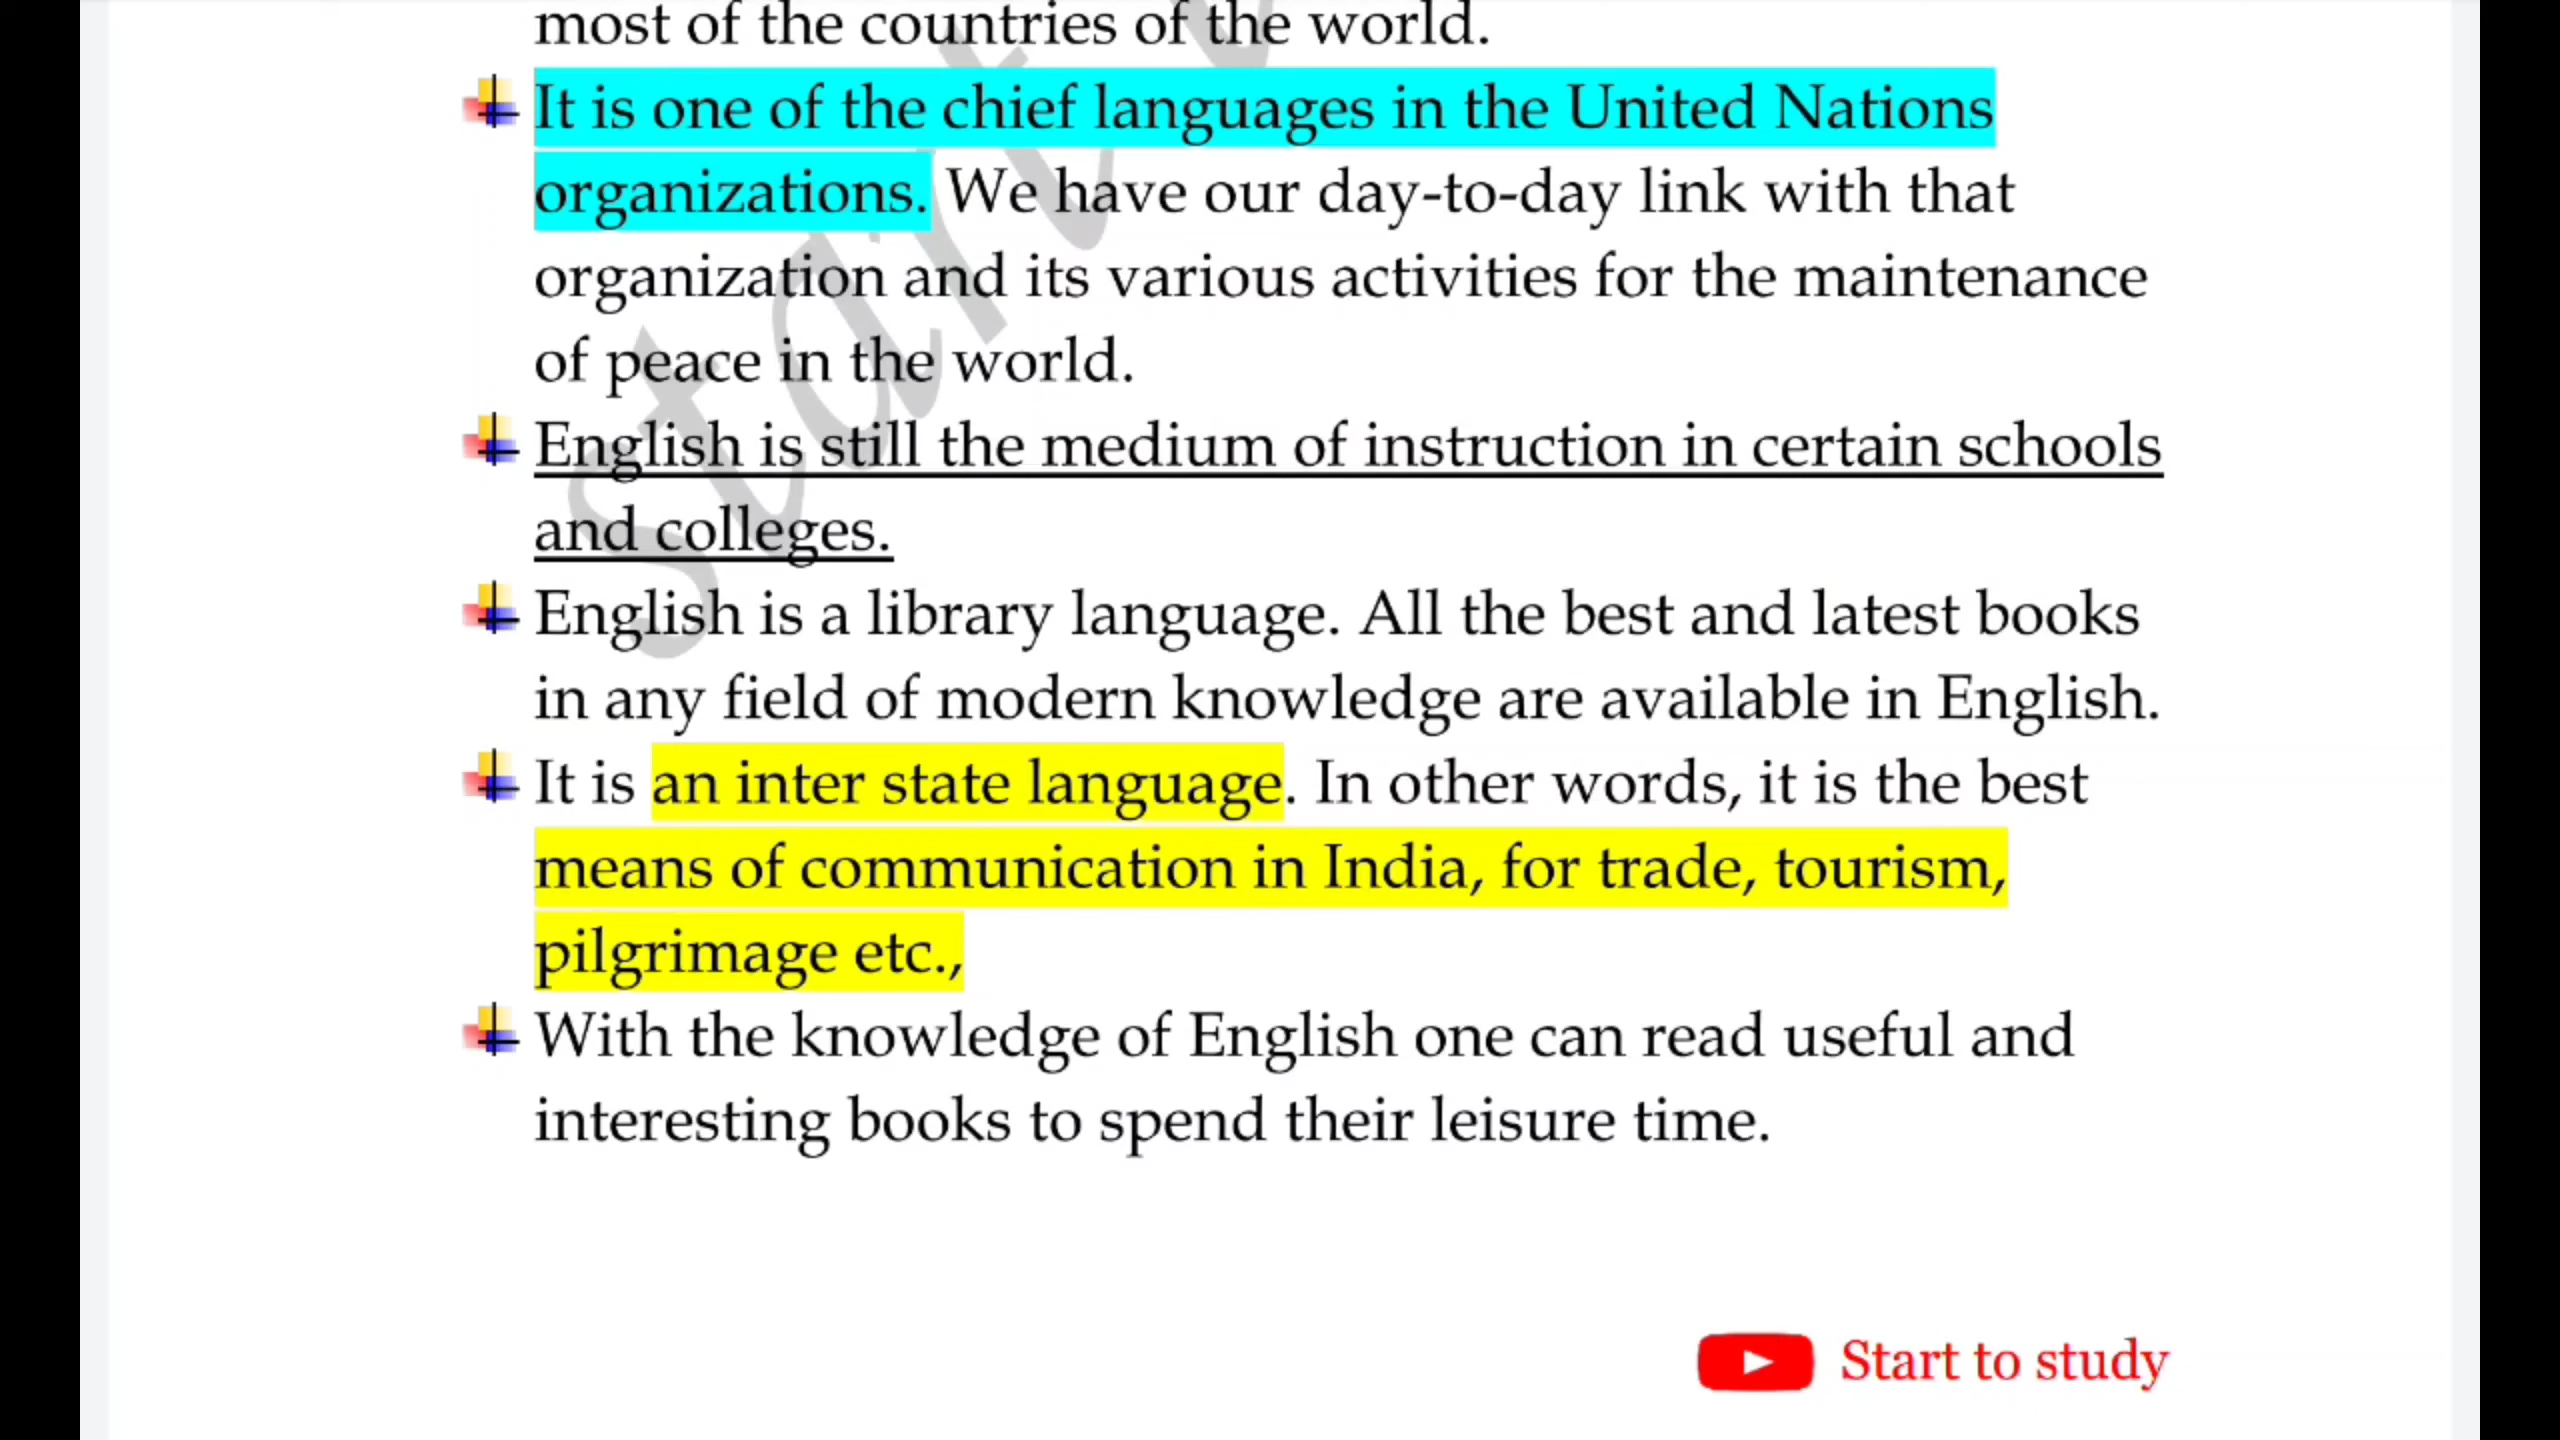 most of the countries of the world.
It is one of the chief languages in the United Nations
organizations. We have our day-to-day link with that
organization and its various activities for the maintenance
of peace in the world.
English is still the medium of instruction in certain schools
and colleges.
English is a library language. All the best and latest books
in any field of modern knowledge are available in English.
It is an inter state language. In other words, it is the best
means of communication in India, for trade, tourism,
pilgrimage etc.,
With the knowledge of English one can read useful and
interesting books to spend their leisure time.
Start to study